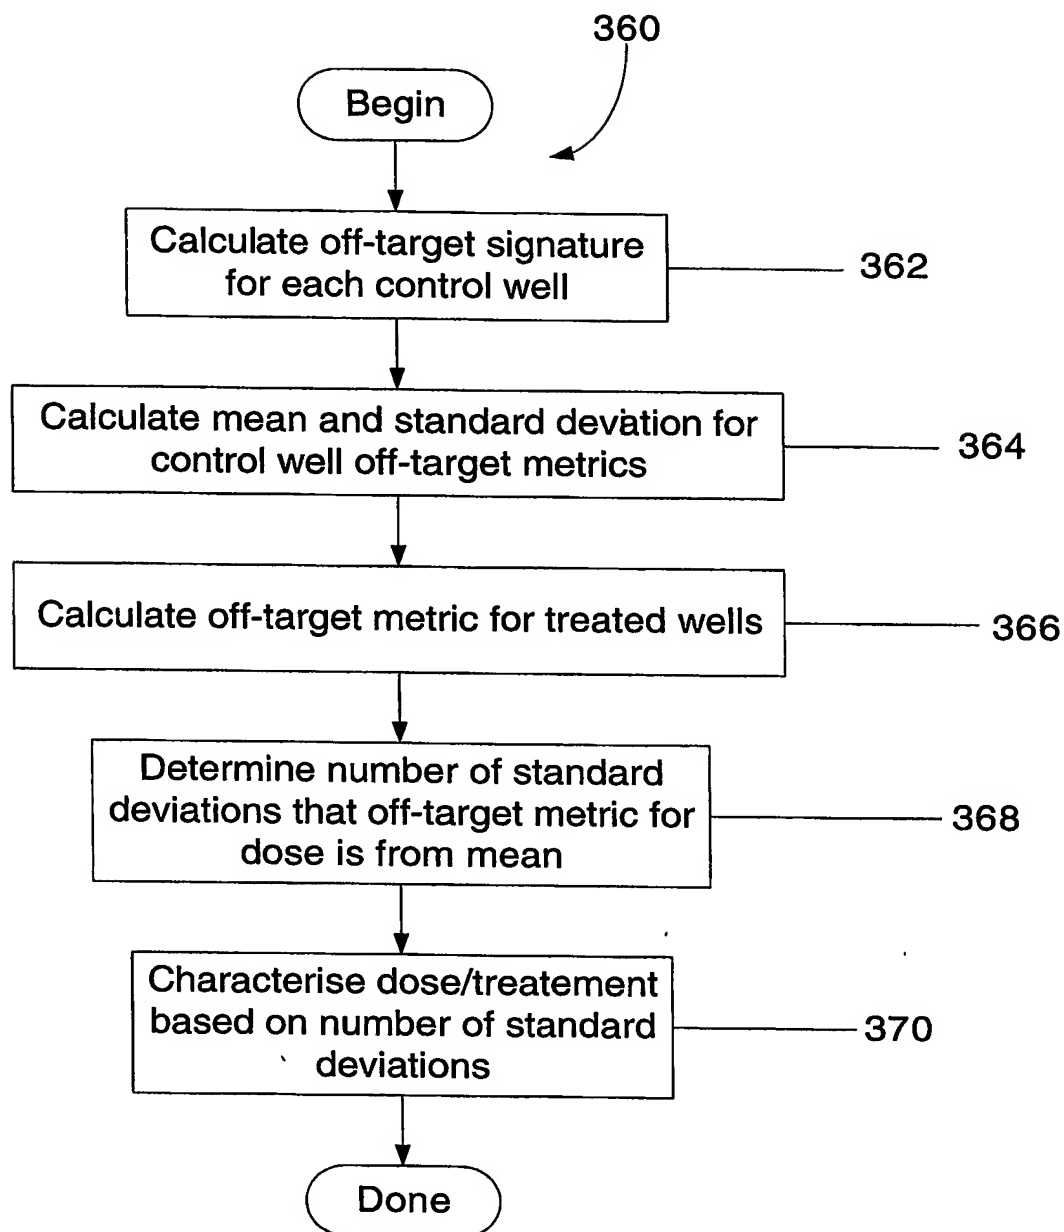 360
Begin
Calculate off-target signature
for each control well
362
Calculate mean and standard deviation for
control well off-target metrics
364
Calculate off-target metric for treated wells
366
Determine number of standard
deviations that off-target metric for
dose is from mean
368
Characterise dose/treatement
based on number of standard
deviations
370
Done